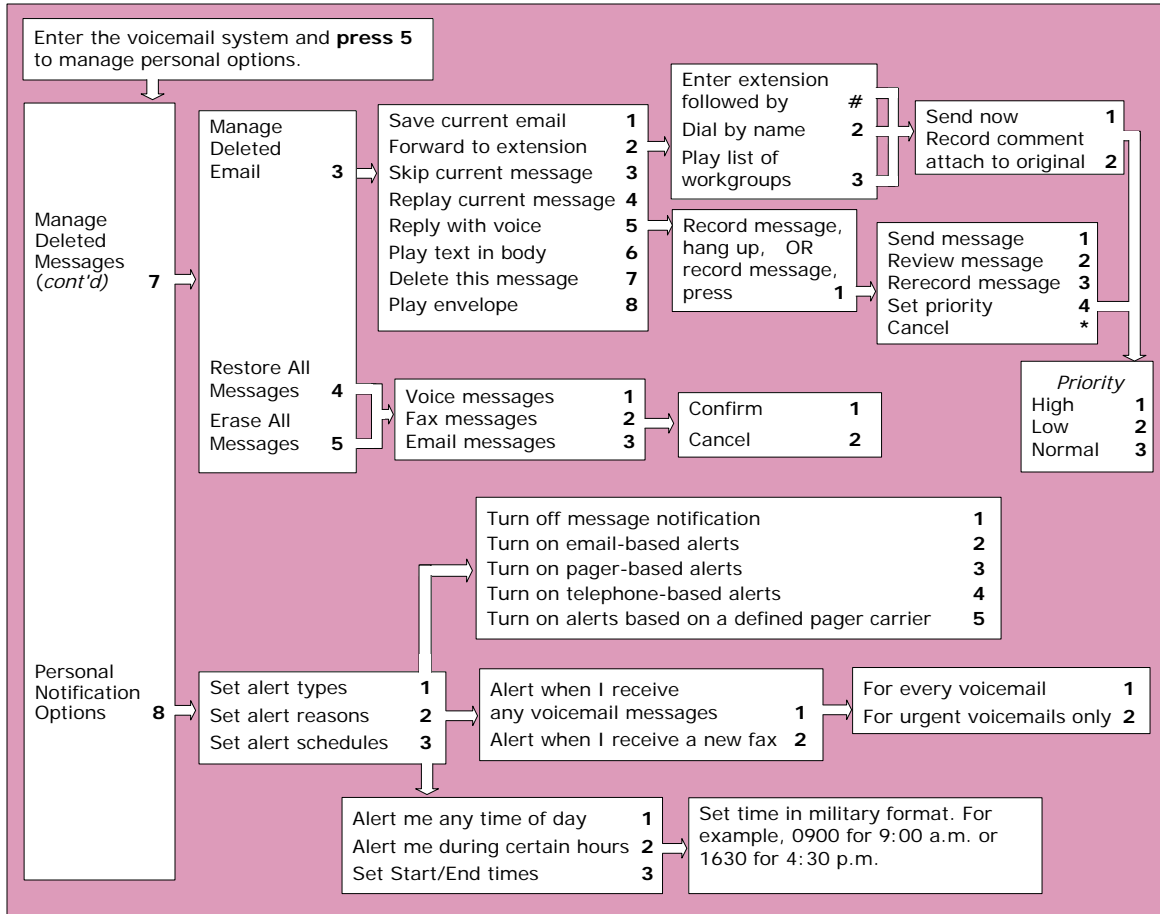 Enter the voicemail system and press 5
to manage personal options.
Manage
Deleted
Messages
(cont'd) 7
Manage
Deleted
Email 3
Save current email 1
Forward to extension 2
Skip current message 3
Replay current message 4
Reply with voice 5
Play text in body 6
Delete this message 7
Play envelope 8
Enter extension
followed by #
Dial by name 2
Play list of
workgroups 3
Send now 1
Record comment
attach to original 2
Record message,
hang up, OR
record message,
press 1
Send message 1
Review message 2
Rerecord message 3
Set priority 4
Cancel *
Priority
High 1
Low 2
Normal 3
Restore All
Messages 4
Erase All
Messages 5
Voice messages 1
Fax messages 2
Email messages 3
Confirm 1
Cancel 2
Personal
Notification
Options 8
Set alert types 1
Set alert reasons 2
Set alert schedules 3
Turn off message notification 1
Turn on email-based alerts 2
Turn on pager-based alerts 3
Turn on telephone-based alerts 4
Turn on alerts based on a defined pager carrier 5
Alert when I receive
any voicemail messages 1
Alert when I receive a new fax 2
For every voicemail 1
For urgent voicemails only 2
Alert me any time of day 1
Alert me during certain hours 2
Set Start/End times 3
Set time in military format. For
example, 0900 for 9:00 a.m. or
1630 for 4:30 p.m.